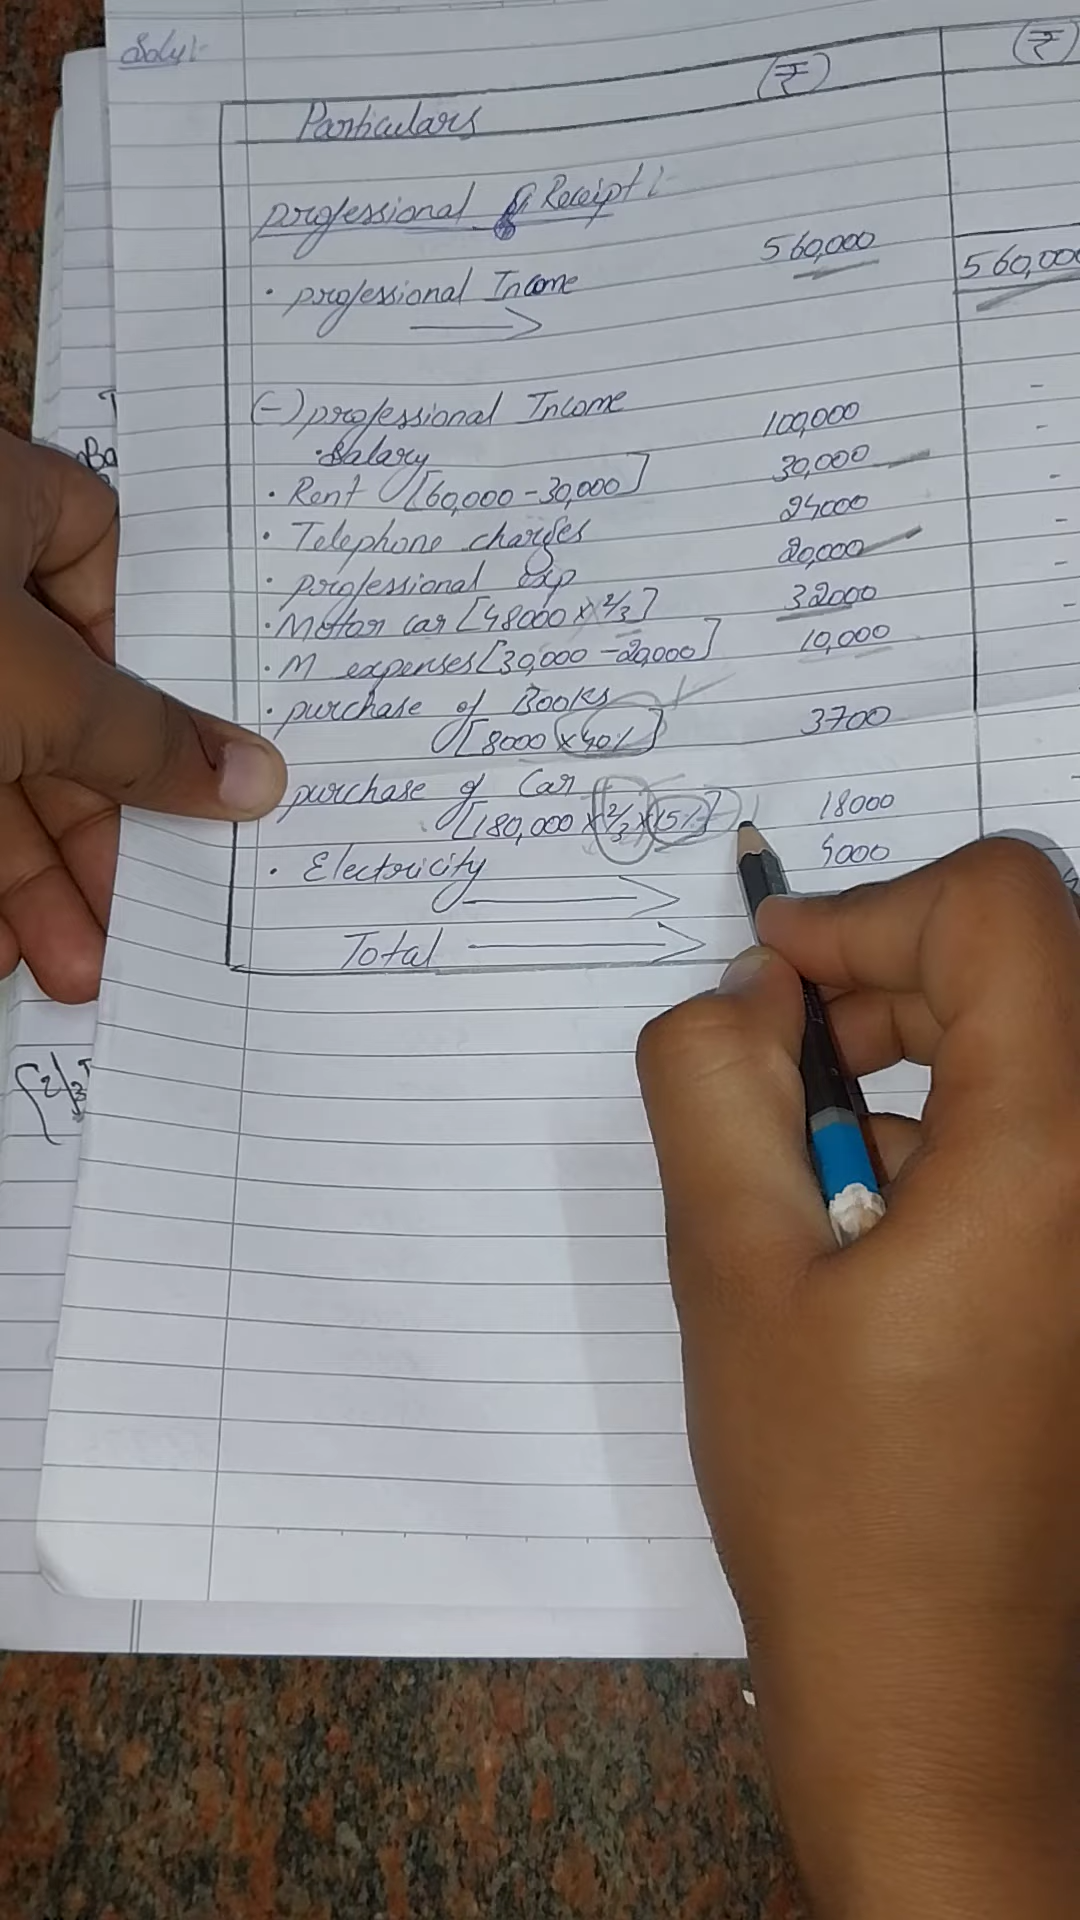 Soly:-
Particulars (₹) (₹)
professional Receipt :-
• professional Income 560,000 560,000
(-) professional Income
• Salary 100,000 -
• Rent [60,000 - 30,000] 30,000 -
• Telephone charges 24000 -
• professional exp 20,000 -
• Motor car [48000 x 2/3] 32000 -
• M expenses [30,000 - 20,000] 10,000 -
• purchase of Books
[8000 x 40%] 3700
purchase of Car
[180,000 x 2/3 x 15%] 18000 -
• Electricity
Total
2/3